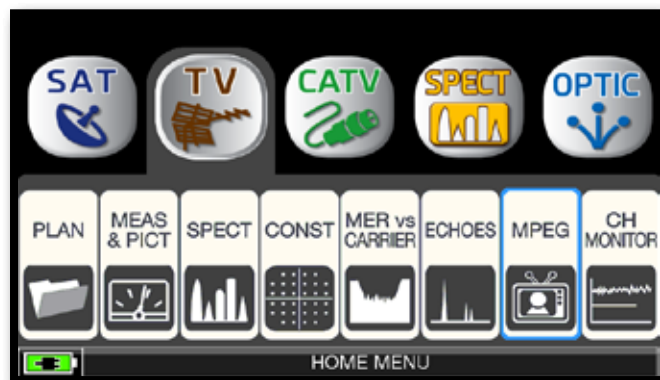 SAT TV CATV SPECT OPTIC
PLAN MEAS & PICT SPECT CONST MER vs CARRIER ECHOES MPEG CH MONITOR
HOME MENU